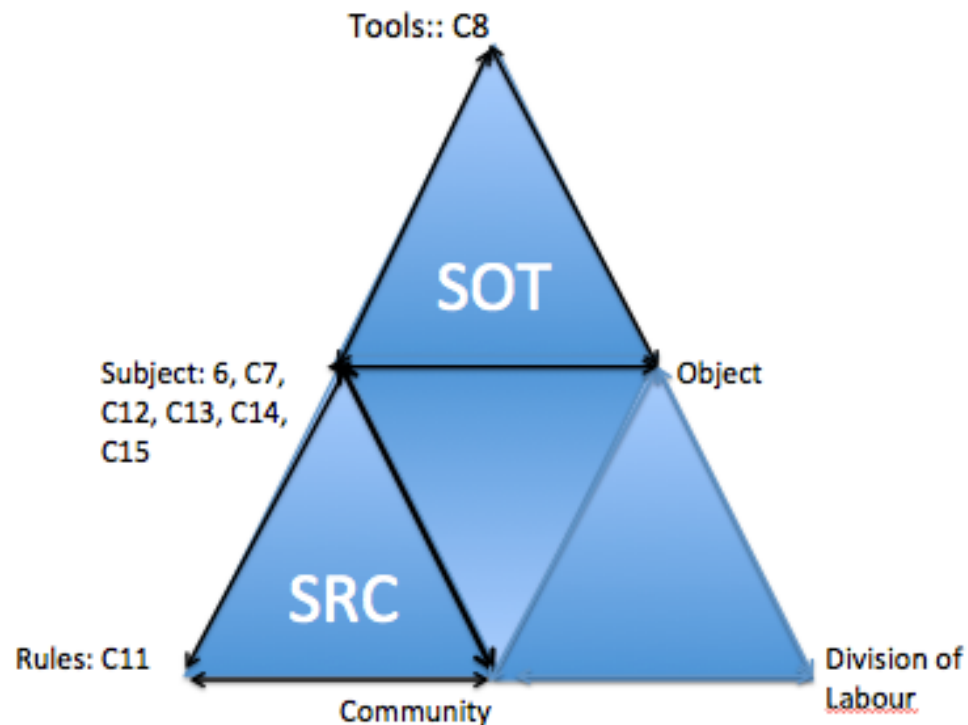 Tools:: C8
SOT
Subject: 6, C7,
C12, C13, C14,
C15
Object
SRC
Rules: C11
Community
Division of
Labour